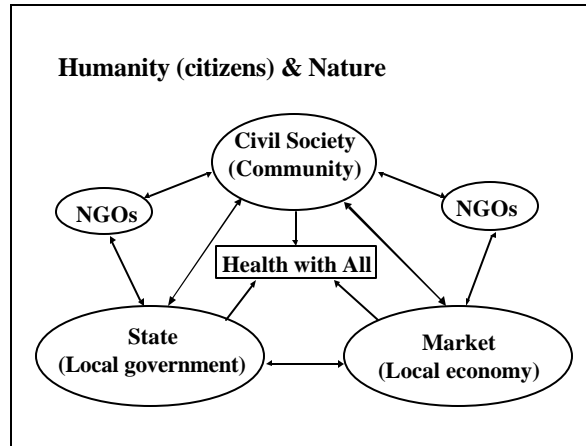 Humanity (citizens) & Nature
Civil Society
(Community)
NGOs
NGOs
Health with All
State
(Local government)
Market
(Local economy)